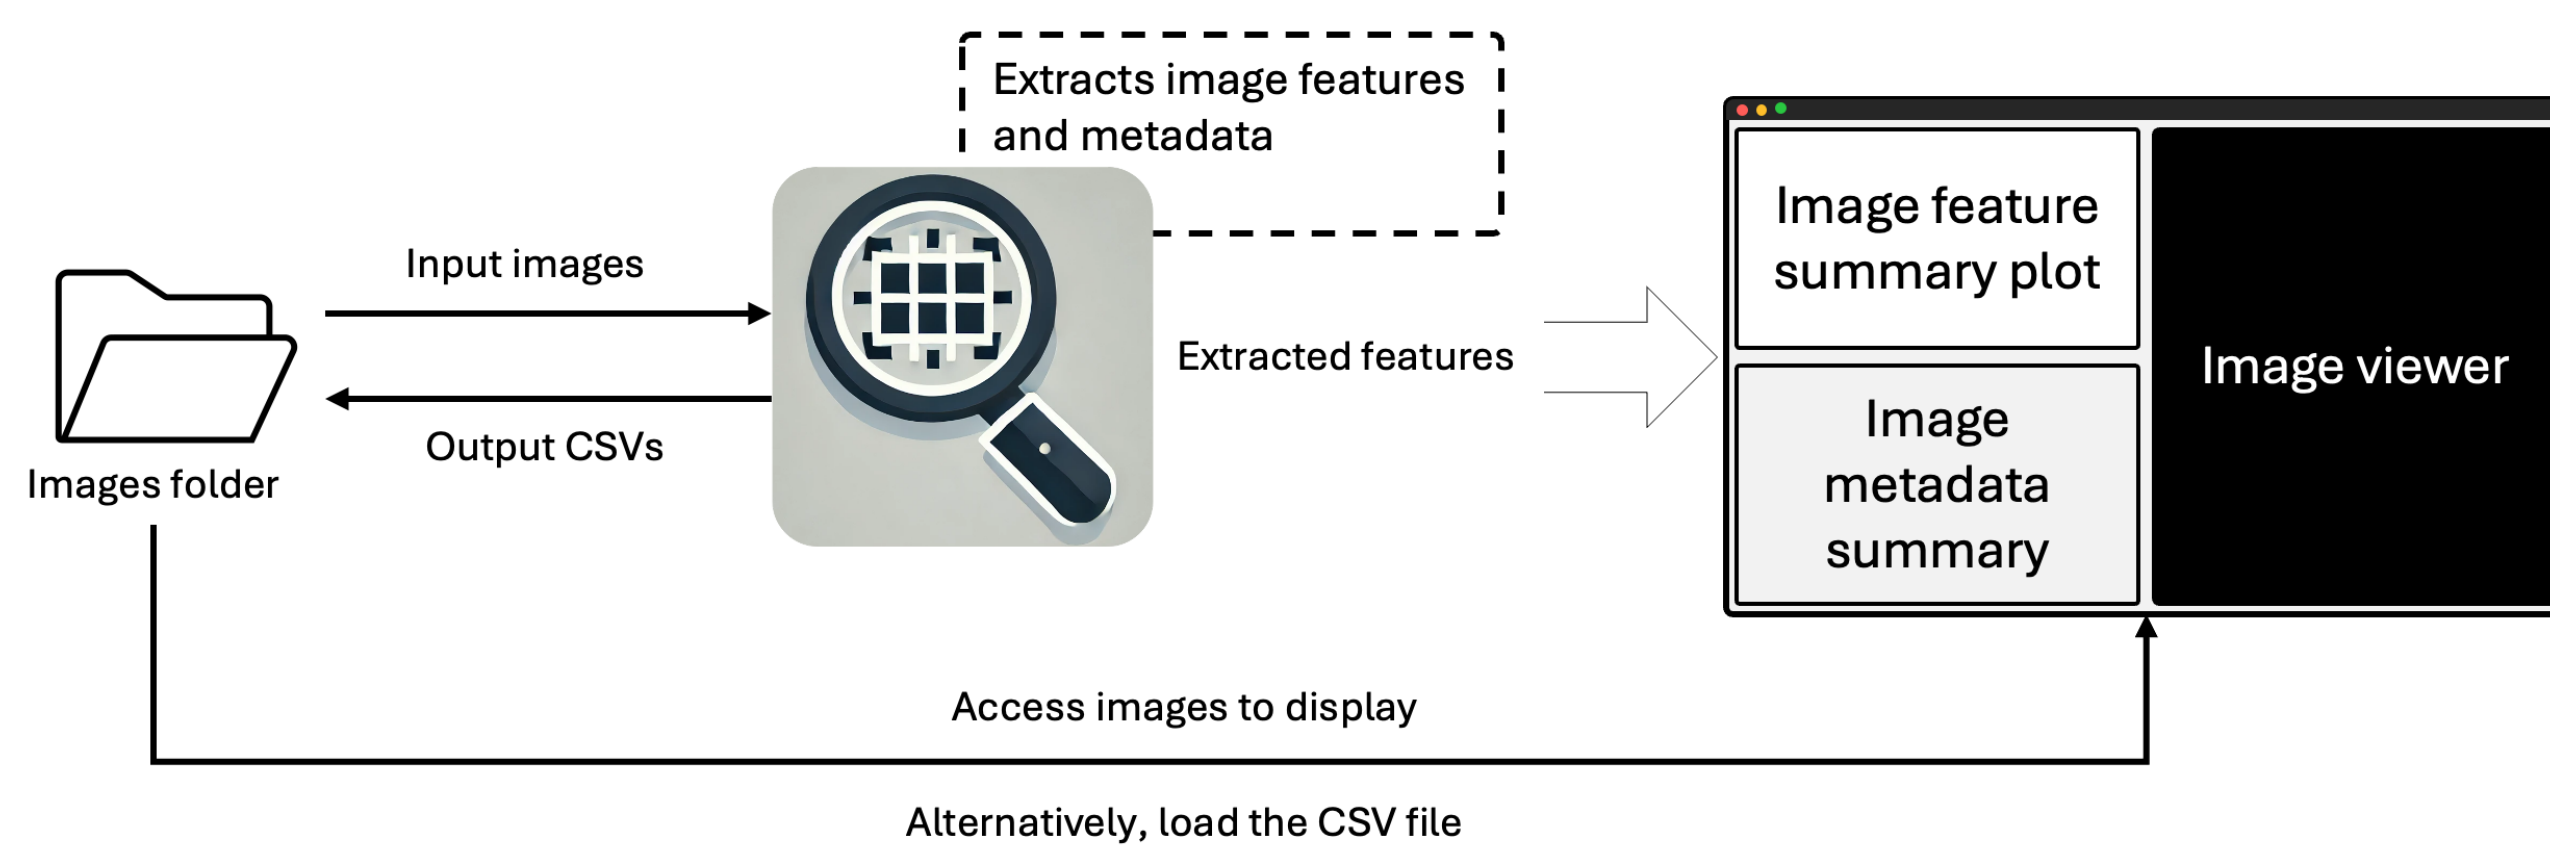 Extracts image features
and metadata
Input images
Output CSVs
Images folder
Extracted features
Image feature
summary plot
Image
metadata
summary
Image viewer
Access images to display
Alternatively, load the CSV file